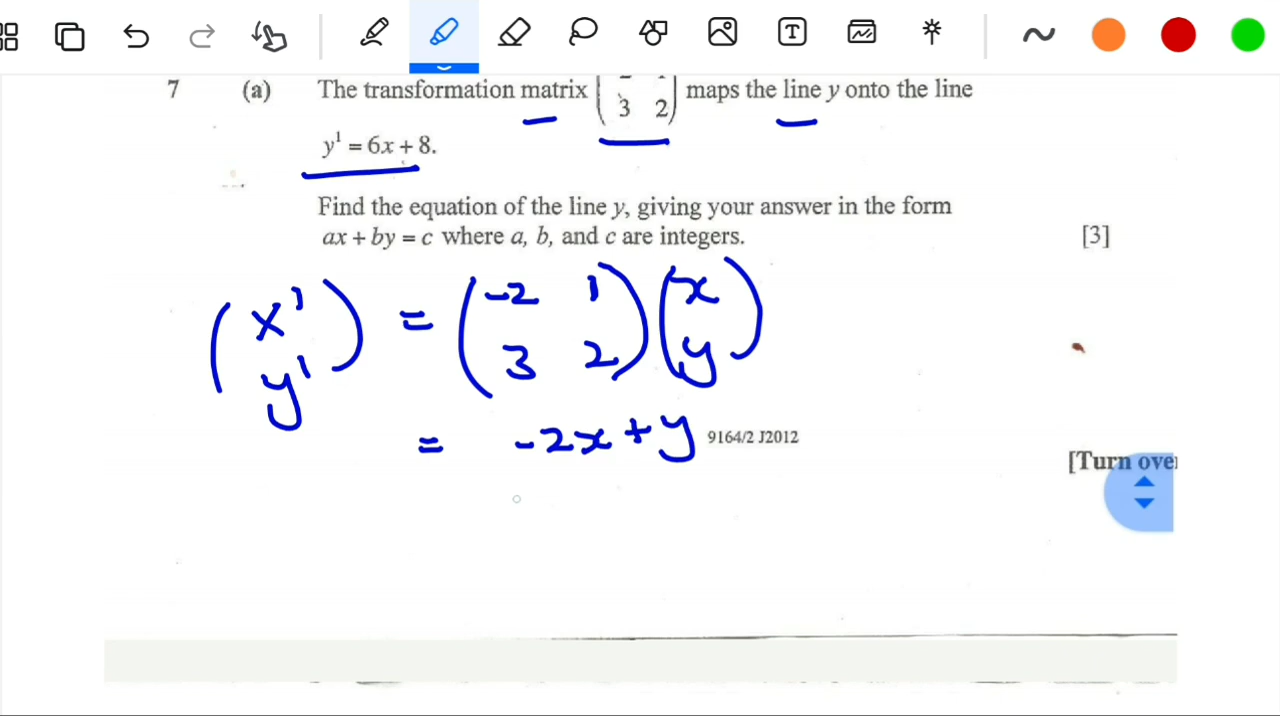 7 (a) The transformation matrix ( 3 2 ) maps the line y onto the line
y¹ = 6x + 8.
Find the equation of the line y, giving your answer in the form
ax + by = c where a, b, and c are integers. [3]
(x' y') = (-2 1 3 2)(x y)
= -2x + y
9164/2 J2012
[Turn over
T